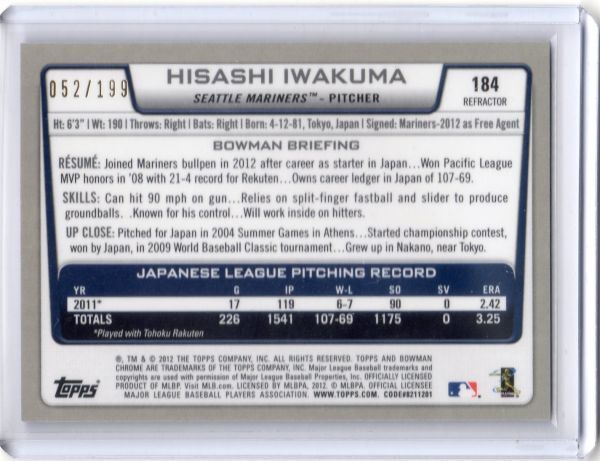 052/199
HISASHI IWAKUMA
SEATTLE MARINERS™ - PITCHER
184
REFRACTOR
Ht: 6'3" | Wt: 190 | Throws: Right | Bats: Right | Born: 4-12-81, Tokyo, Japan | Signed: Mariners-2012 as Free Agent
BOWMAN BRIEFING
RÉSUMÉ: Joined Mariners bullpen in 2012 after career as starter in Japan...Won Pacific League
MVP honors in '08 with 21-4 record for Rekuten...Owns career ledger in Japan of 107-69.
SKILLS: Can hit 90 mph on gun...Relies on split-finger fastball and slider to produce
groundballs. .Known for his control...Will work inside on hitters.
UP CLOSE: Pitched for Japan in 2004 Summer Games in Athens...Started championship contest,
won by Japan, in 2009 World Baseball Classic tournament...Grew up in Nakano, near Tokyo.
JAPANESE LEAGUE PITCHING RECORD
YR G IP W-L SO SV ERA
2011* 17 119 6-7 90 0 2.42
TOTALS 226 1541 107-69 1175 0 3.25
*Played with Tohoku Rakuten
®, TM & © 2012 THE TOPPS COMPANY, INC. ALL RIGHTS RESERVED. TOPPS AND BOWMAN
CHROME ARE TRADEMARKS OF THE TOPPS COMPANY, INC. Major League Baseball trademarks and
copyrights are used with permission of Major League Baseball Properties, Inc. OFFICIALLY LICENSED
PRODUCT OF MLBP. Visit MLB.com. LICENSED BY MLBPA, 2012. © MLBPA, OFFICIAL LICENSEE
MAJOR LEAGUE BASEBALL PLAYERS ASSOCIATION. WWW.TOPPS.COM. CODE#8211201
Topps